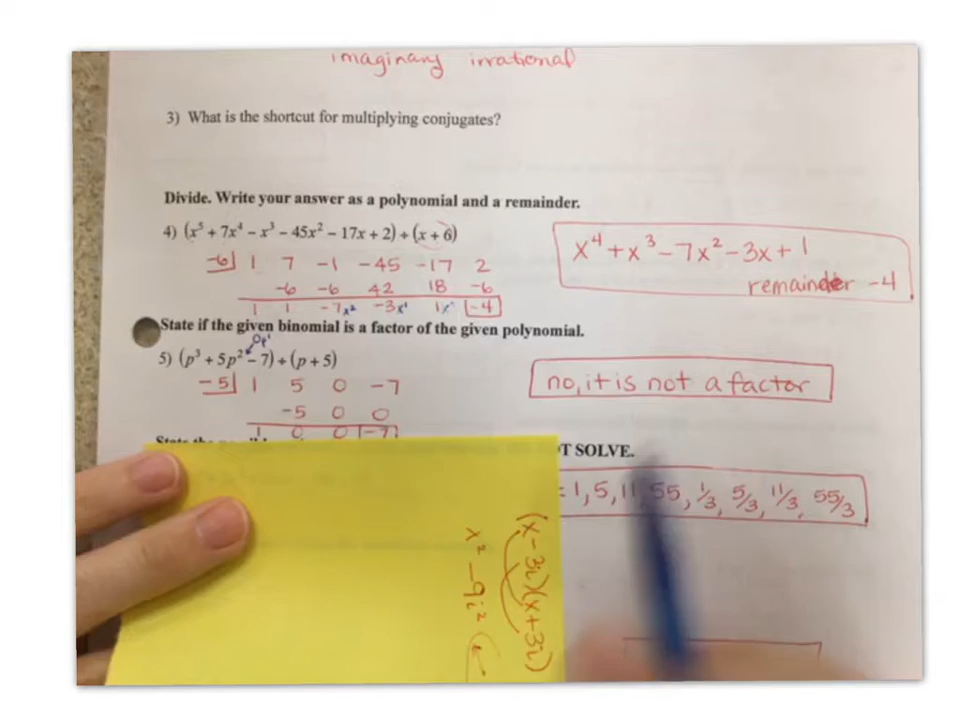 imaginary irrational
3) What is the shortcut for multiplying conjugates?
Divide. Write your answer as a polynomial and a remainder.
4) (x⁵ + 7x⁴ − x³ − 45x² − 17x + 2) ÷ (x + 6)
-6| 1 7 -1 -45 -17 2
-6 -6 42 18 -6
1 1 -7x² -3x¹ 1x⁰ -4
x⁴ + x³ − 7x² − 3x + 1
remainder -4
State if the given binomial is a factor of the given polynomial.
0p¹
5) (p³ + 5p² − 7) ÷ (p + 5)
-5| 1 5 0 -7
-5 0 0
1 0 0 -7
no, it is not a factor
State the
T SOLVE.
= 1, 5, 11, 55, 1/3, 5/3, 11/3, 55/3
(x−3i)(x+3i)
x² −9i²